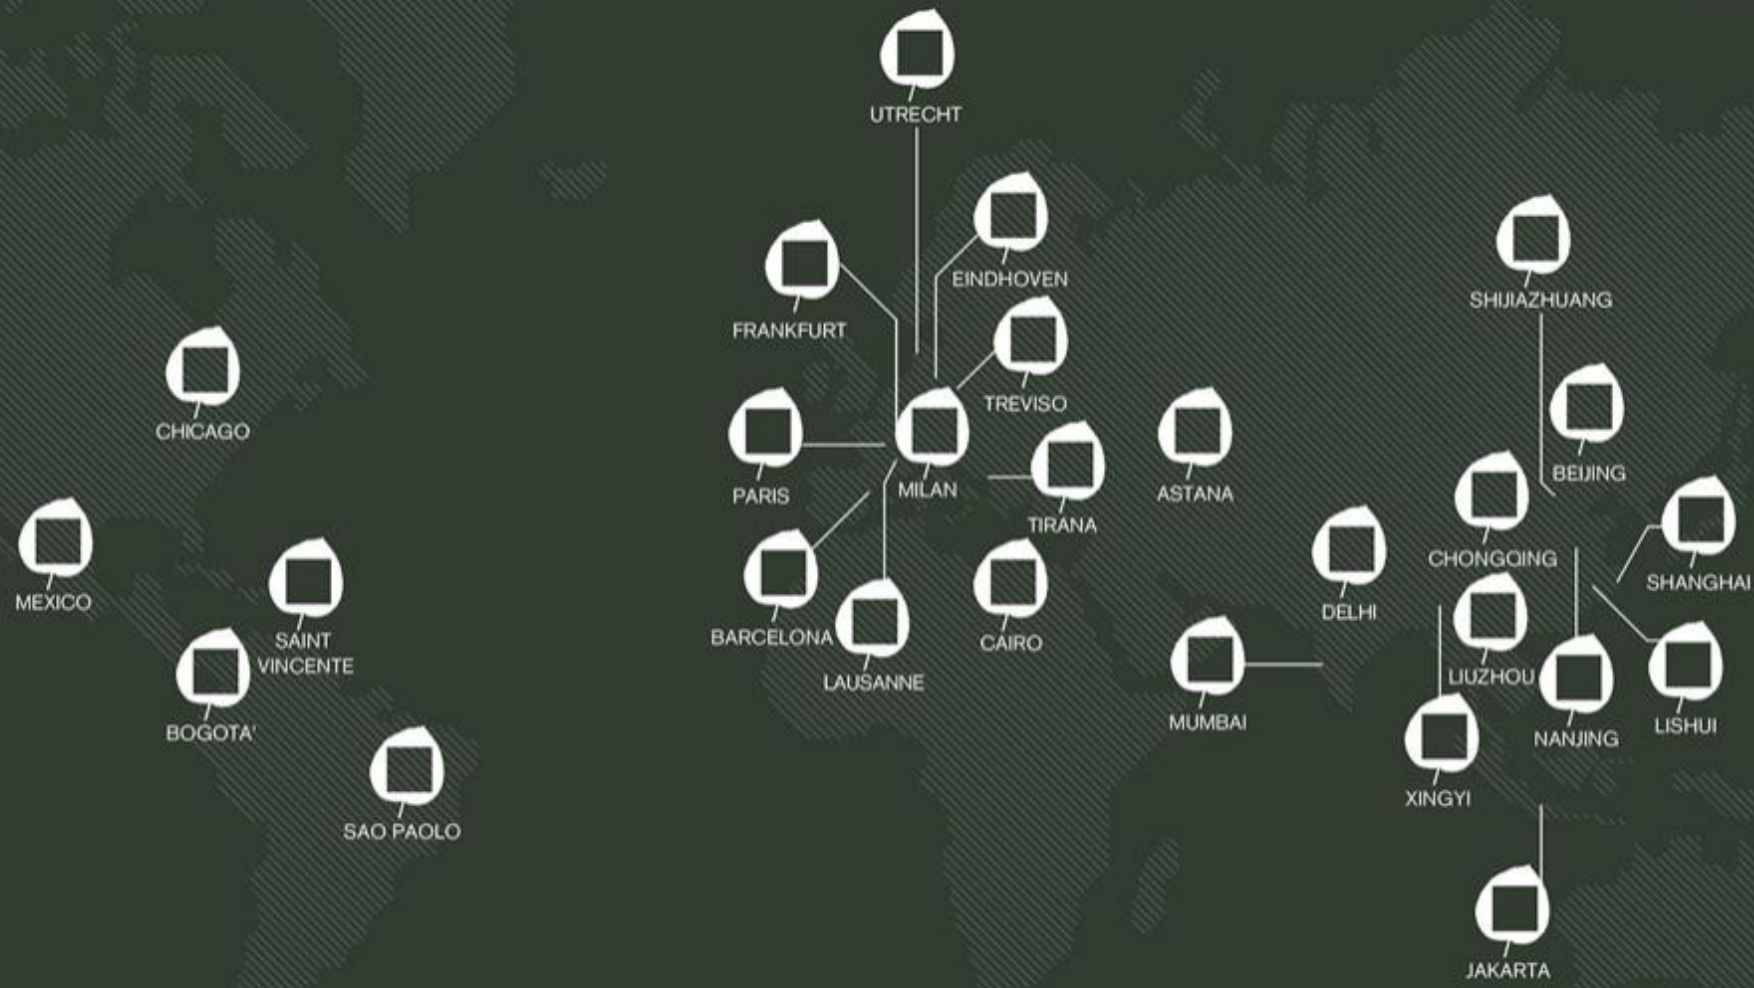 UTRECHT
EINDHOVEN
SHIJIAZHUANG
FRANKFURT
TREVISO
CHICAGO
BEIJING
MILAN
PARIS
ASTANA
TIRANA
CHONGQING
SHANGHAI
MEXICO
DELHI
SAINT
VINCENTE
BARCELONA
CAIRO
LIUZHOU
LAUSANNE
MUMBAI
LISHUI
BOGOTA'
NANJING
XINGYI
SAO PAOLO
JAKARTA